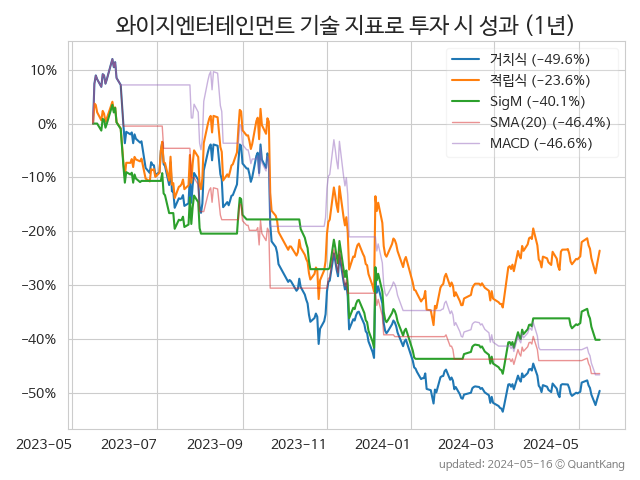 와이지엔터테인먼트 기술 지표로 투자 시 성과 (1년)
거치식 (−49.6%)
적립식 (−23.6%)
SigM (−40.1%)
SMA(20) (−46.4%)
MACD (−46.6%)
10%
0%
−10%
−20%
−30%
−40%
−50%
2023−05 2023−07 2023−09 2023−11 2024−01 2024−03 2024−05
updated: 2024-05-16 © QuantKang